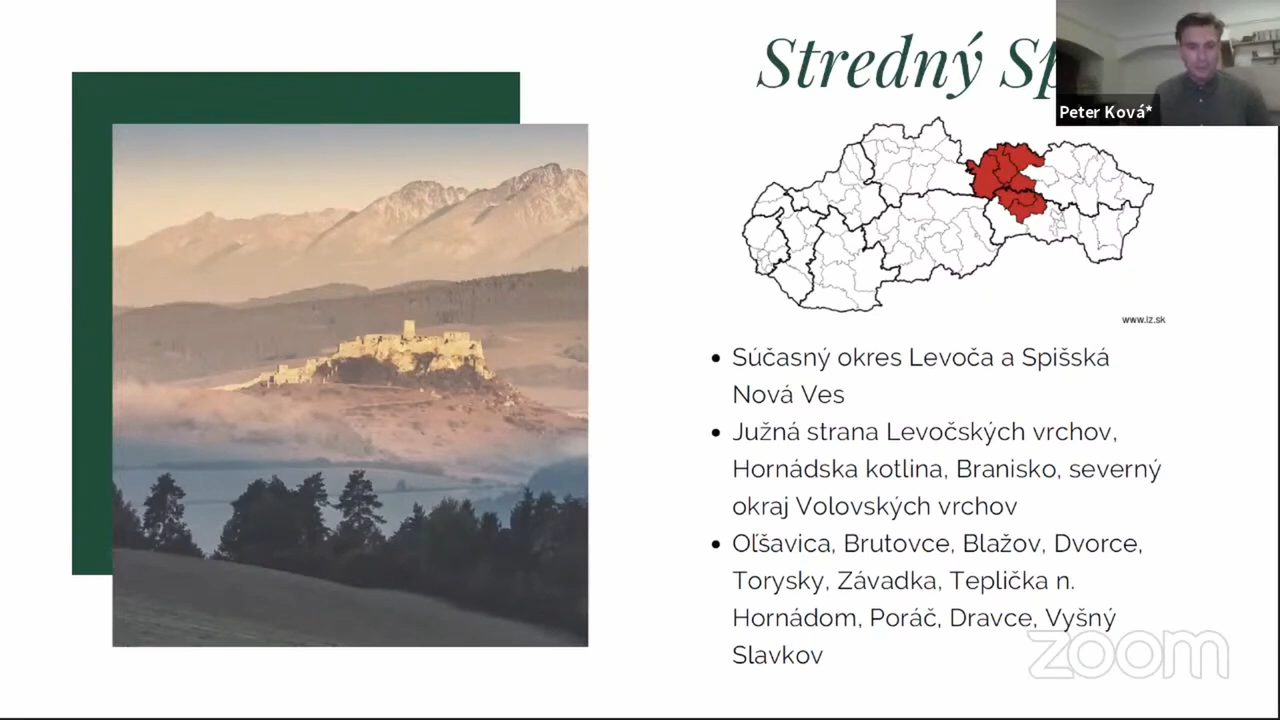 Stredný Sp
Peter Ková*
www.iz.sk
Súčasný okres Levoča a Spišská
Nová Ves
Južná strana Levočských vrchov,
Hornádska kotlina, Branisko, severný
okraj Volovských vrchov
Oľšavica, Brutovce, Blažov, Dvorce,
Torysky, Závadka, Teplička n.
Hornádom, Poráč, Dravce, Vyšný
Slavkov
zoom